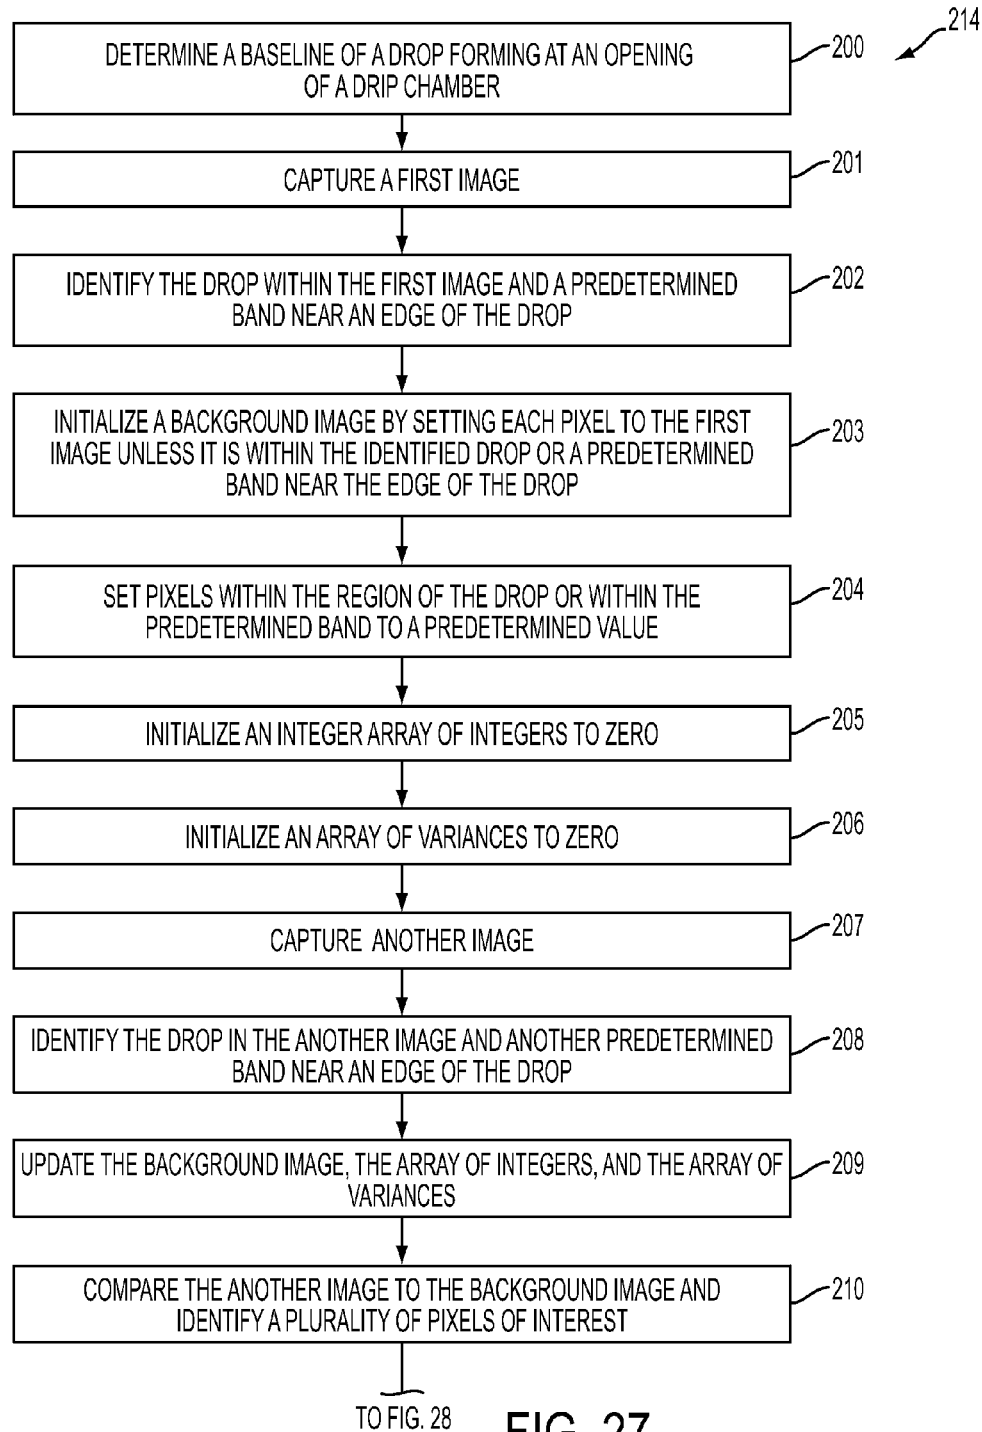 214
DETERMINE A BASELINE OF A DROP FORMING AT AN OPENING
OF A DRIP CHAMBER
200
CAPTURE A FIRST IMAGE
201
IDENTIFY THE DROP WITHIN THE FIRST IMAGE AND A PREDETERMINED
BAND NEAR AN EDGE OF THE DROP
202
INITIALIZE A BACKGROUND IMAGE BY SETTING EACH PIXEL TO THE FIRST
IMAGE UNLESS IT IS WITHIN THE IDENTIFIED DROP OR A PREDETERMINED
BAND NEAR THE EDGE OF THE DROP
203
SET PIXELS WITHIN THE REGION OF THE DROP OR WITHIN THE
PREDETERMINED BAND TO A PREDETERMINED VALUE
204
INITIALIZE AN INTEGER ARRAY OF INTEGERS TO ZERO
205
INITIALIZE AN ARRAY OF VARIANCES TO ZERO
206
CAPTURE ANOTHER IMAGE
207
IDENTIFY THE DROP IN THE ANOTHER IMAGE AND ANOTHER PREDETERMINED
BAND NEAR AN EDGE OF THE DROP
208
UPDATE THE BACKGROUND IMAGE, THE ARRAY OF INTEGERS, AND THE ARRAY OF
VARIANCES
209
COMPARE THE ANOTHER IMAGE TO THE BACKGROUND IMAGE AND
IDENTIFY A PLURALITY OF PIXELS OF INTEREST
210
TO FIG. 28
FIG. 27